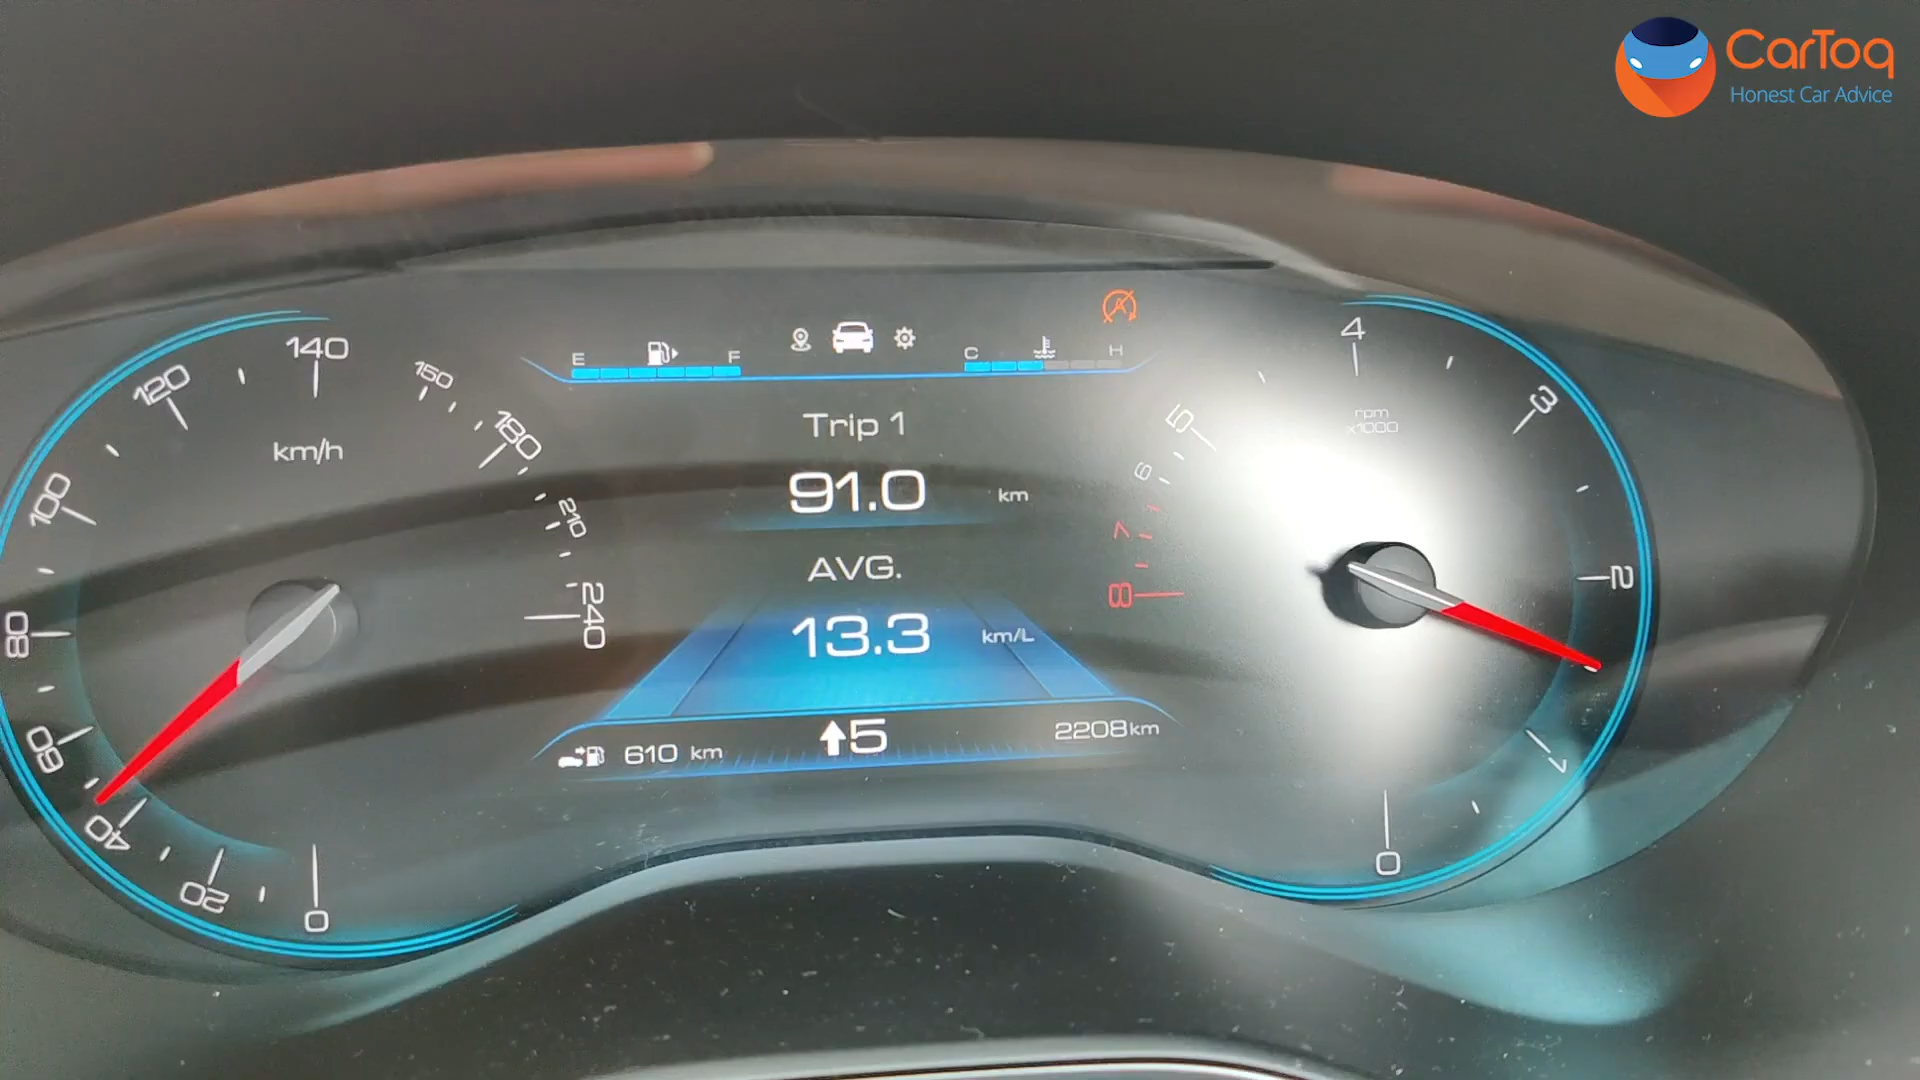 CarToq
Honest Car Advice
140
120
150
180
km/h
100
210
80
240
60
40
20
0
E
F
C
H
A
Trip 1
91.0 km
AVG.
13.3 km/L
610 km
5
2208km
4
3
rpm
x1000
5
6
7
8
2
1
0